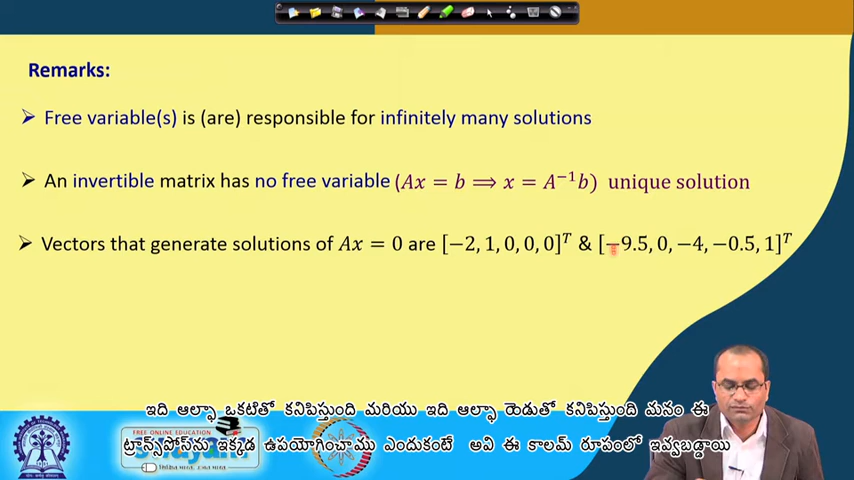 Remarks:
➢ Free variable(s) is (are) responsible for infinitely many solutions
➢ An invertible matrix has no free variable (Ax = b ⟹ x = A⁻¹b) unique solution
➢ Vectors that generate solutions of Ax = 0 are [−2, 1, 0, 0, 0]ᵀ & [−9.5, 0, −4, −0.5, 1]ᵀ
ఇది ఆల్ఫా ఒకటితో కనిపిస్తుంది మరియు ఇది ఆల్ఫా రెండుతో కనిపిస్తుంది మనం ఈ
ట్రాన్స్పోస్‌ను ఇక్కడ ఉపయోగించాము ఎందుకంటే అవి ఈ కాలమ్ రూపంలో ఇవ్వబడ్డాయి
FREE ONLINE EDUCATION